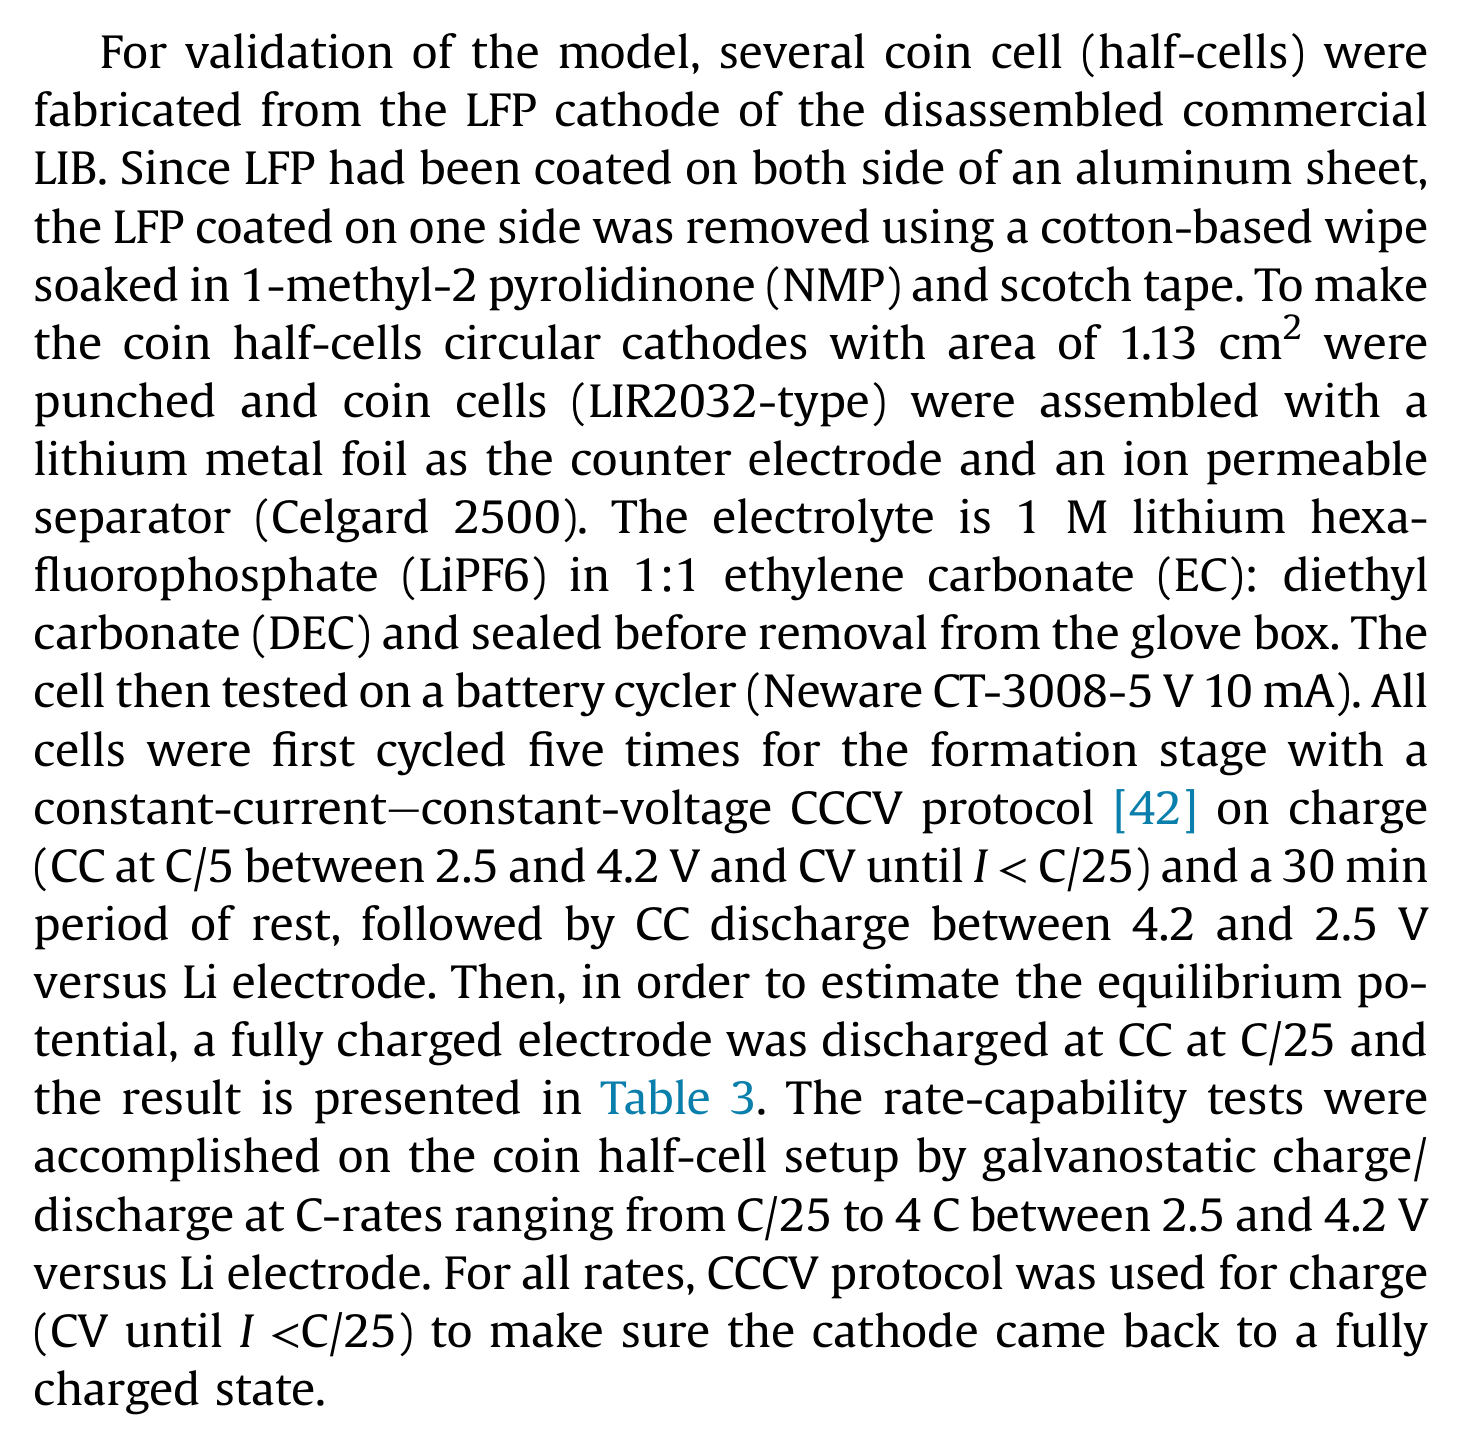 For validation of the model, several coin cell (half-cells) were
fabricated from the LFP cathode of the disassembled commercial
LIB. Since LFP had been coated on both side of an aluminum sheet,
the LFP coated on one side was removed using a cotton-based wipe
soaked in 1-methyl-2 pyrolidinone (NMP) and scotch tape. To make
the coin half-cells circular cathodes with area of 1.13 cm² were
punched and coin cells (LIR2032-type) were assembled with a
lithium metal foil as the counter electrode and an ion permeable
separator (Celgard 2500). The electrolyte is 1 M lithium hexa-
fluorophosphate (LiPF6) in 1:1 ethylene carbonate (EC): diethyl
carbonate (DEC) and sealed before removal from the glove box. The
cell then tested on a battery cycler (Neware CT-3008-5 V 10 mA). All
cells were first cycled five times for the formation stage with a
constant-current—constant-voltage CCCV protocol [42] on charge
(CC at C/5 between 2.5 and 4.2 V and CV until I < C/25) and a 30 min
period of rest, followed by CC discharge between 4.2 and 2.5 V
versus Li electrode. Then, in order to estimate the equilibrium po-
tential, a fully charged electrode was discharged at CC at C/25 and
the result is presented in Table 3. The rate-capability tests were
accomplished on the coin half-cell setup by galvanostatic charge/
discharge at C-rates ranging from C/25 to 4 C between 2.5 and 4.2 V
versus Li electrode. For all rates, CCCV protocol was used for charge
(CV until I <C/25) to make sure the cathode came back to a fully
charged state.